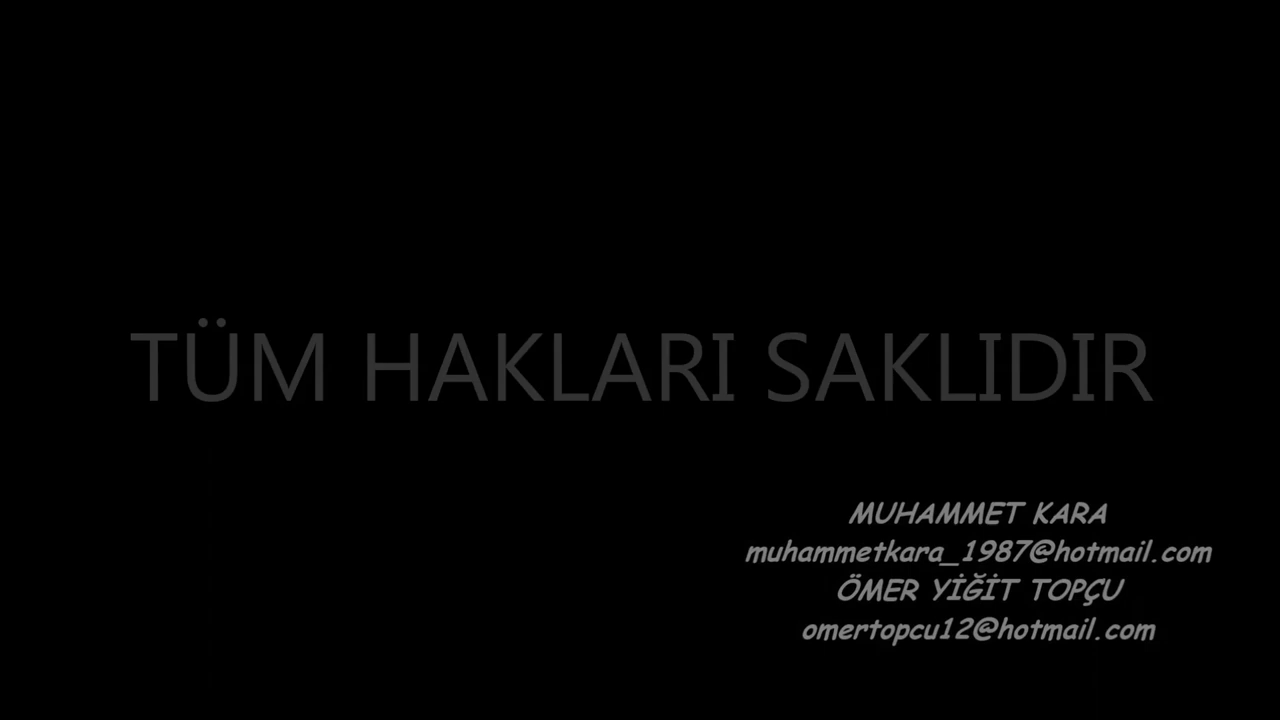 TÜM HAKLARI SAKLIDIR
MUHAMMET KARA
muhammetkara_1987@hotmail.com
ÖMER YİĞİT TOPÇU
omertopcu12@hotmail.com